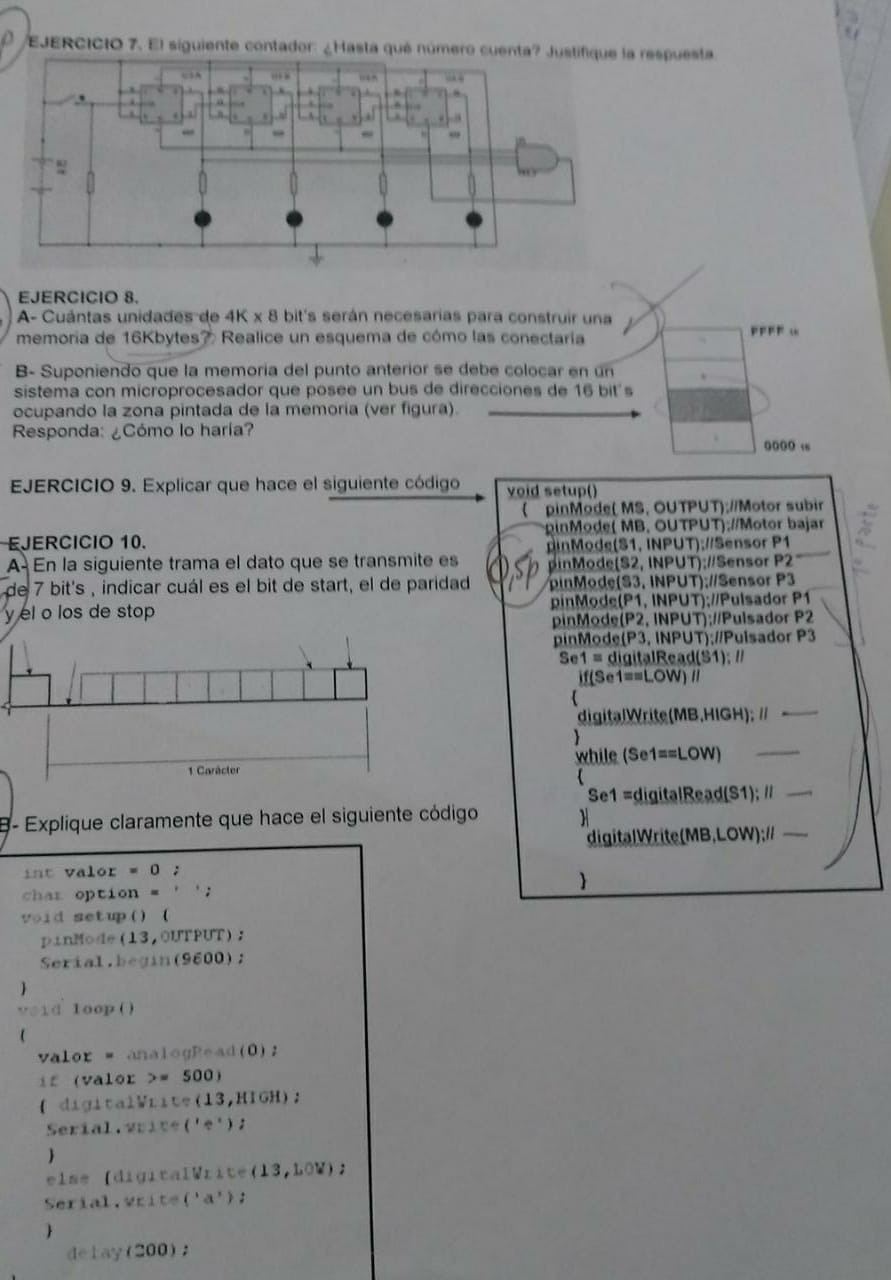 EJERCICIO 7. El siguiente contador: ¿Hasta qué número cuenta? Justifique la respuesta.
EJERCICIO 8.
A- Cuántas unidades de 4K x 8 bit's serán necesarias para construir una
memoria de 16Kbytes? Realice un esquema de cómo las conectaría
FFFF 16
B- Suponiendo que la memoria del punto anterior se debe colocar en un
sistema con microprocesador que posee un bus de direcciones de 16 bit's
ocupando la zona pintada de la memoria (ver figura).
Responda: ¿Cómo lo haría?
0000 16
EJERCICIO 9. Explicar que hace el siguiente código
EJERCICIO 10.
A- En la siguiente trama el dato que se transmite es
de 7 bit's , indicar cuál es el bit de start, el de paridad
y el o los de stop
1 Carácter
B- Explique claramente que hace el siguiente código
void setup()
{ pinMode( MS, OUTPUT);//Motor subir
pinMode( MB, OUTPUT);//Motor bajar
pinMode(S1, INPUT);//Sensor P1
pinMode(S2, INPUT);//Sensor P2
pinMode(S3, INPUT);//Sensor P3
pinMode(P1, INPUT);//Pulsador P1
pinMode(P2, INPUT);//Pulsador P2
pinMode(P3, INPUT);//Pulsador P3
Se1 = digitalRead(S1); //
if(Se1==LOW) //
{
digitalWrite(MB,HIGH); //
}
while (Se1==LOW)
{
Se1 =digitalRead(S1); //
}
digitalWrite(MB,LOW);//
}
0,5p
1º Parte
int valor = 0 ;
char option = ' ';
void setup() {
pinMode(13,OUTPUT);
Serial.begin(9600);
}
void loop()
{
valor = analogRead(0);
if (valor >= 500)
{ digitalWrite(13,HIGH);
Serial.write('e');
}
else {digitalWrite(13,LOW);
Serial.write('a');
}
delay(200);